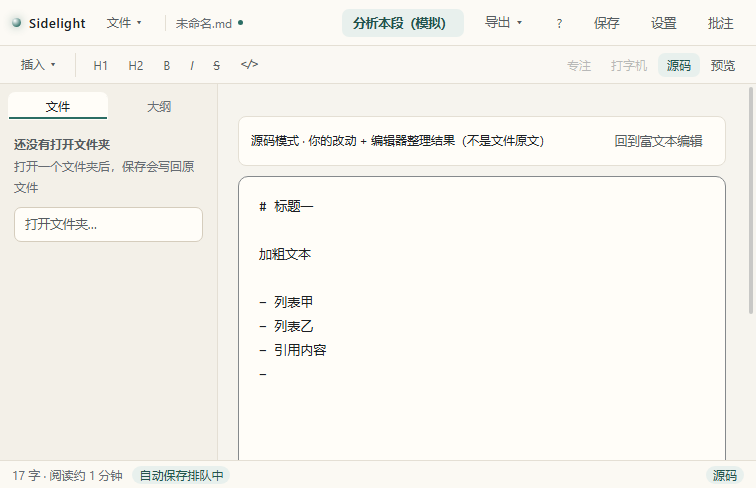 Sidelight 文件 ▾ 未命名.md ● 分析本段（模拟） 导出 ▾ ? 保存 设置 批注
插入 ▾ H1 H2 B I S </> 专注 打字机 源码 预览
文件 大纲
还没有打开文件夹
打开一个文件夹后，保存会写回原
文件
打开文件夹...
源码模式 · 你的改动 + 编辑器整理结果（不是文件原文） 回到富文本编辑
# 标题一
加粗文本
- 列表甲
- 列表乙
- 引用内容
-
17 字 · 阅读约 1 分钟 自动保存排队中 源码